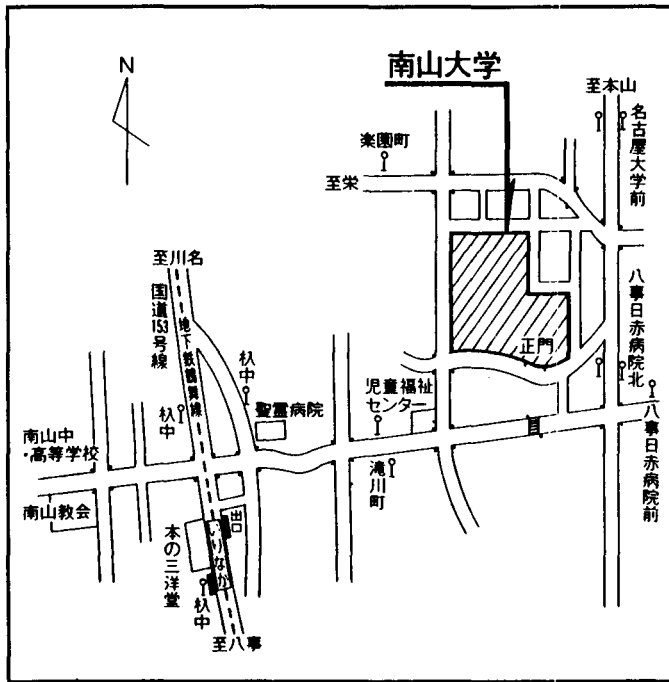 N
南山大学
至本山
名古屋大学前
楽園町
至栄
至川名
国道153号線
地下鉄鶴舞線
八事日赤病院北
正門
杁中
聖霊病院
児童福祉
センター
杁中
南山中
・高等学校
滝川町
八事日赤病院前
南山教会
出口
いりなか
本の三洋堂
杁中
至八事